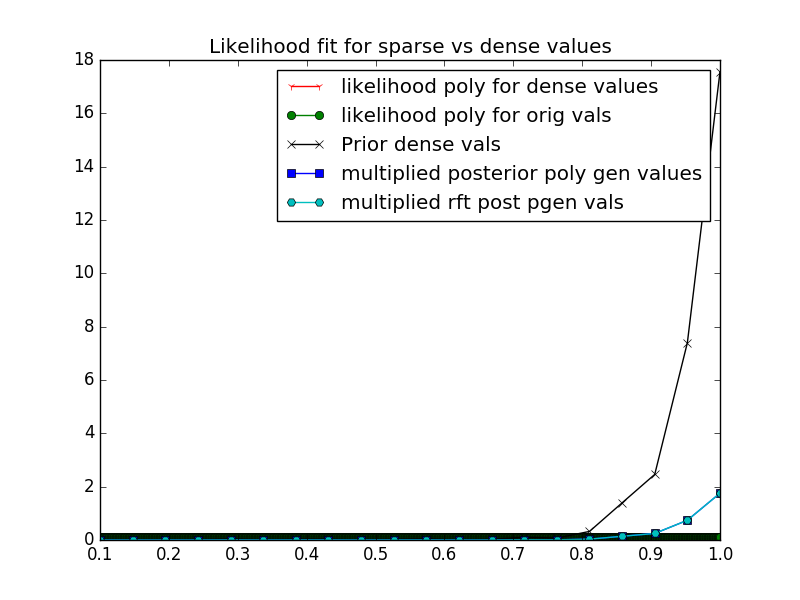 Likelihood fit for sparse vs dense values
18
16
14
12
10
8
6
4
2
0
likelihood poly for dense values
likelihood poly for orig vals
Prior dense vals
multiplied posterior poly gen values
multiplied rft post pgen vals
0.1 0.2 0.3 0.4 0.5 0.6 0.7 0.8 0.9 1.0